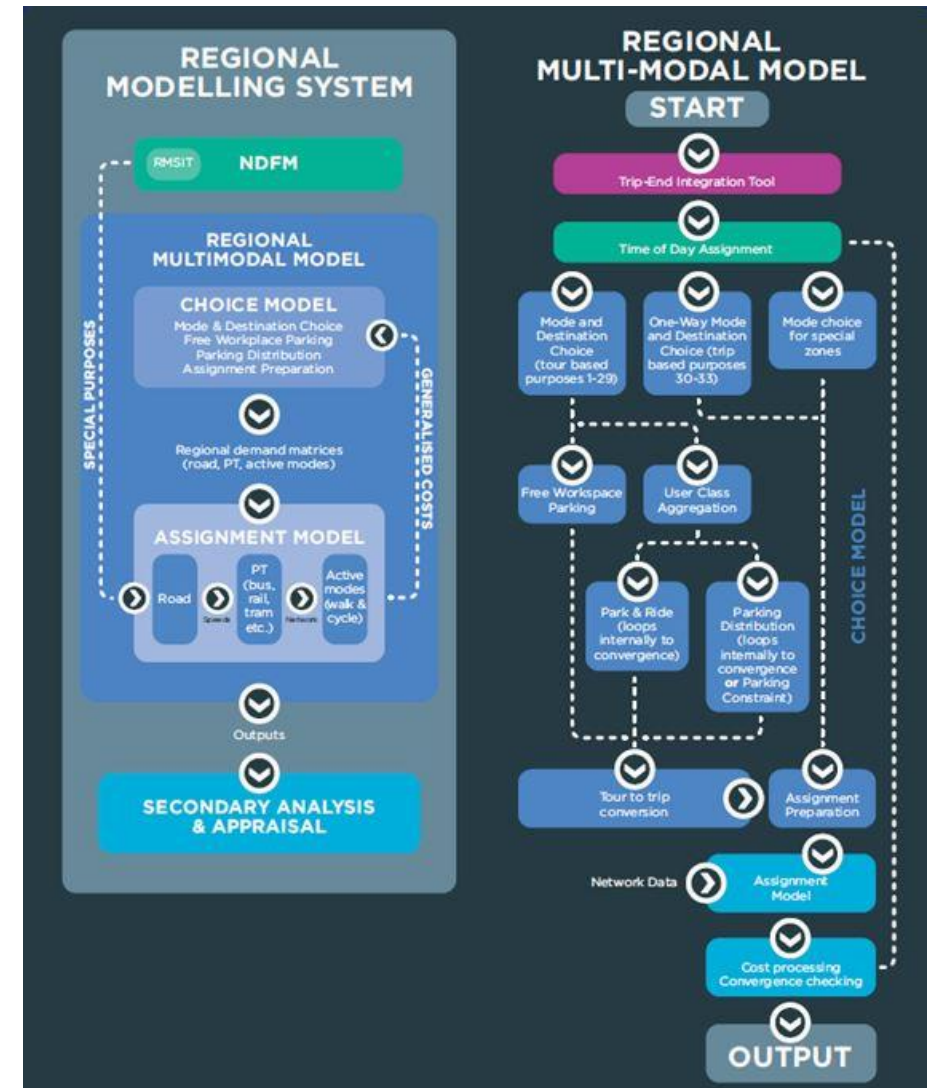 REGIONAL
MODELLING SYSTEM
RMSIT
NDFM
SPECIAL PURPOSES
REGIONAL
MULTIMODAL MODEL
CHOICE MODEL
Mode & Destination Choice
Free Workplace Parking
Parking Distribution
Assignment Preparation
GENERALISED COSTS
Regional demand matrices
(road, PT, active modes)
ASSIGNMENT MODEL
Road
Speeds
PT
(bus,
rail,
tram
etc.)
Network
Active
modes
(walk &
cycle)
Outputs
SECONDARY ANALYSIS
& APPRAISAL
REGIONAL
MULTI-MODAL MODEL
START
Trip-End Integration Tool
Time of Day Assignment
Mode and
Destination
Choice
(tour based
purposes 1-29)
One-Way Mode
and Destination
Choice (trip
based purposes
30-33)
Mode choice
for special
zones
Free Workspace
Parking
User Class
Aggregation
CHOICE MODEL
Park & Ride
(loops
internally to
convergence)
Parking
Distribution
(loops
internally to
convergence
or Parking
Constraint)
Tour to trip
conversion
Assignment
Preparation
Network Data
Assignment
Model
Cost processing
Convergence checking
OUTPUT